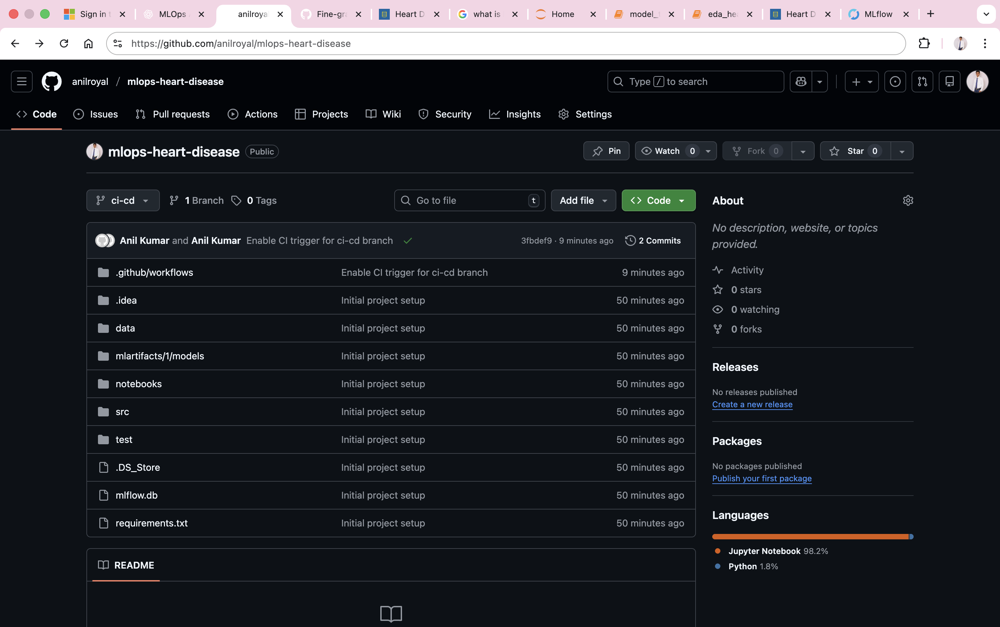 Sign in t
MLOps
anilroya
Fine-gra
Heart D
what is
Home
model_t
eda_hea
Heart D
MLflow
https://github.com/anilroyal/mlops-heart-disease
anilroyal / mlops-heart-disease
Type / to search
Code
Issues
Pull requests
Actions
Projects
Wiki
Security
Insights
Settings
mlops-heart-disease Public
Pin
Watch 0
Fork 0
Star 0
ci-cd
1 Branch
0 Tags
Go to file t
Add file
Code
Anil Kumar and Anil Kumar Enable CI trigger for ci-cd branch 3fbdef9 · 9 minutes ago 2 Commits
.github/workflows Enable CI trigger for ci-cd branch 9 minutes ago
.idea Initial project setup 50 minutes ago
data Initial project setup 50 minutes ago
mlartifacts/1/models Initial project setup 50 minutes ago
notebooks Initial project setup 50 minutes ago
src Initial project setup 50 minutes ago
test Initial project setup 50 minutes ago
.DS_Store Initial project setup 50 minutes ago
mlflow.db Initial project setup 50 minutes ago
requirements.txt Initial project setup 50 minutes ago
README
About
No description, website, or topics
provided.
Activity
0 stars
0 watching
0 forks
Releases
No releases published
Create a new release
Packages
No packages published
Publish your first package
Languages
Jupyter Notebook 98.2%
Python 1.8%